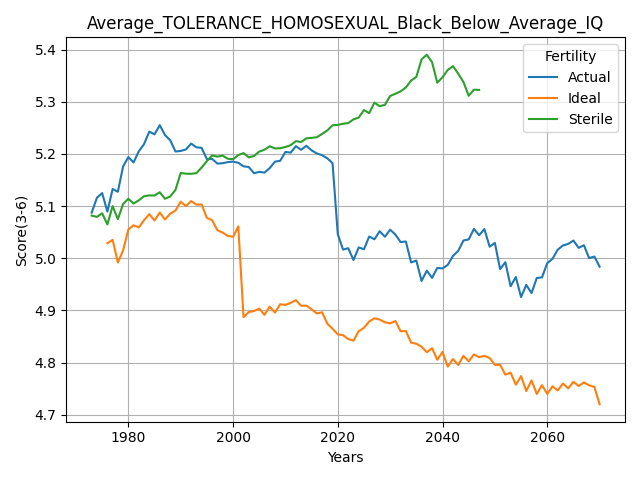 Average_TOLERANCE_HOMOSEXUAL_Black_Below_Average_IQ
Score(3-6)
5.4
5.3
5.2
5.1
5.0
4.9
4.8
4.7
Fertility
Actual
Ideal
Sterile
1980
2000
2020
2040
2060
Years